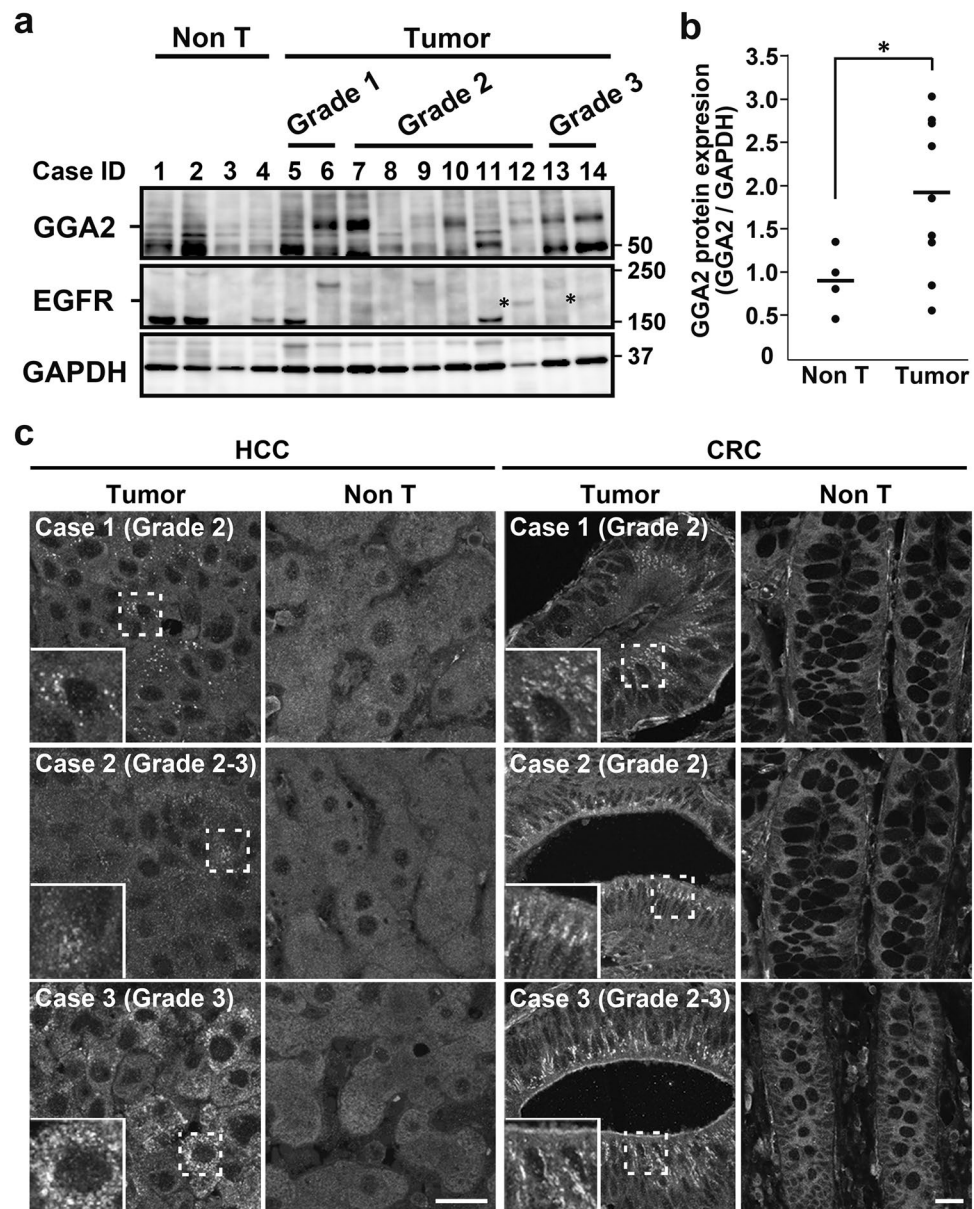 a
Non T Tumor
Grade 1 Grade 2 Grade 3
Case ID 1 2 3 4 5 6 7 8 9 10 11 12 13 14
GGA2
50
250
EGFR
* *
150
37
GAPDH
b
*
GGA2 protein expresion
(GGA2 / GAPDH)
3.5
3.0
2.5
2.0
1.5
1.0
0.5
0
Non T Tumor
c
HCC CRC
Tumor Non T Tumor Non T
Case 1 (Grade 2) Case 1 (Grade 2)
Case 2 (Grade 2-3) Case 2 (Grade 2)
Case 3 (Grade 3) Case 3 (Grade 2-3)